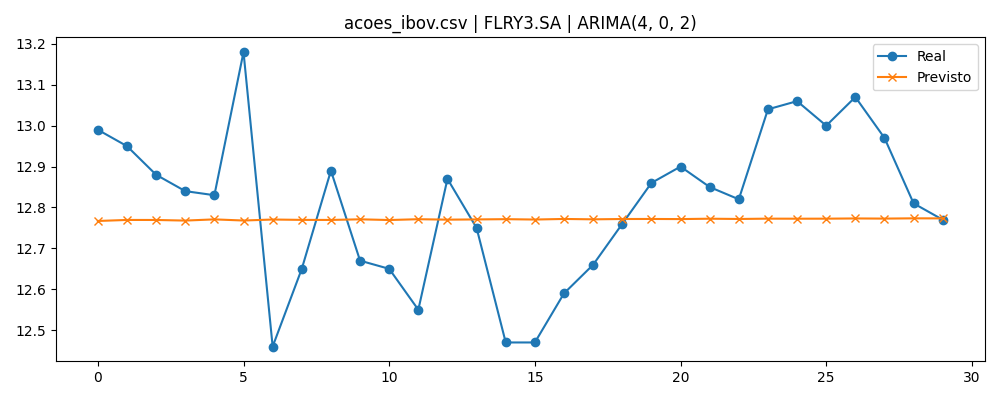 acoes_ibov.csv | FLRY3.SA | ARIMA(4, 0, 2)
Real
Previsto
13.2
13.1
13.0
12.9
12.8
12.7
12.6
12.5
0 5 10 15 20 25 30